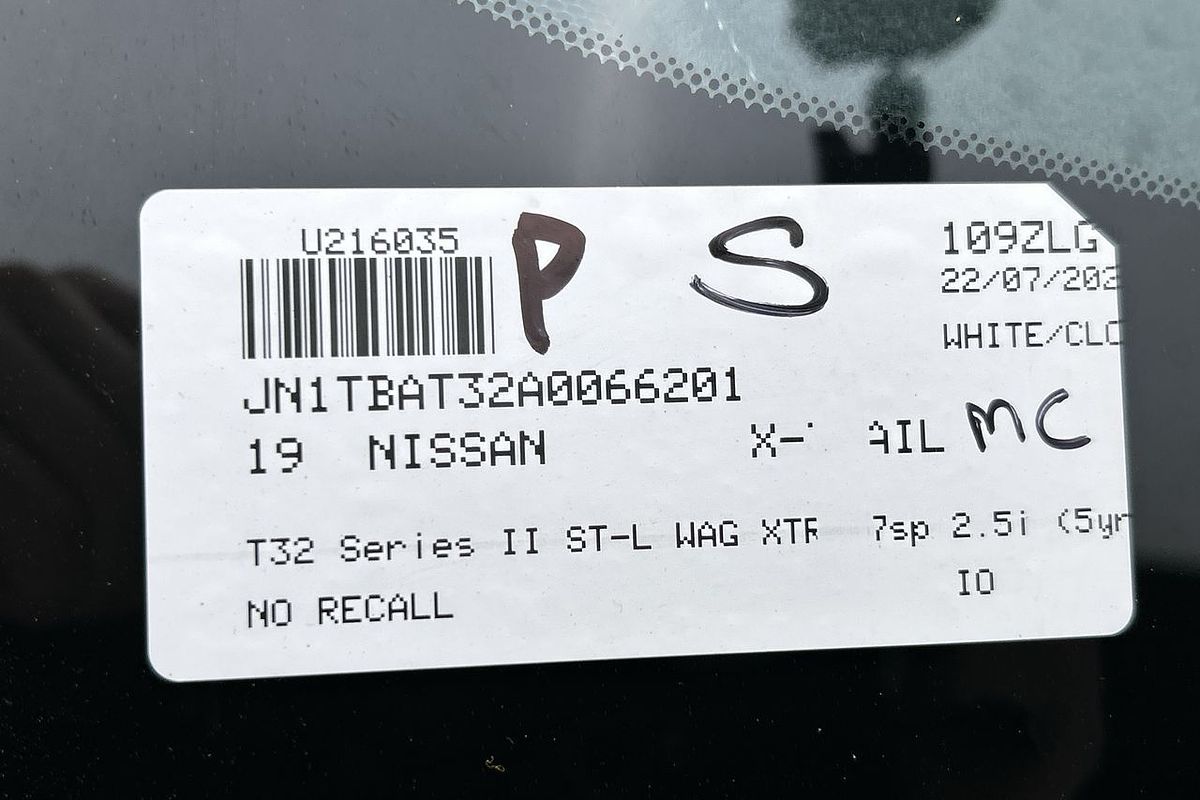 U216035
P S
109ZLG
22/07/202
WHITE/CLO
JN1TBAT32A0066201
19 NISSAN X- AIL MC
T32 Series II ST-L WAG XTR 7sp 2.5i (5yr
NO RECALL IO